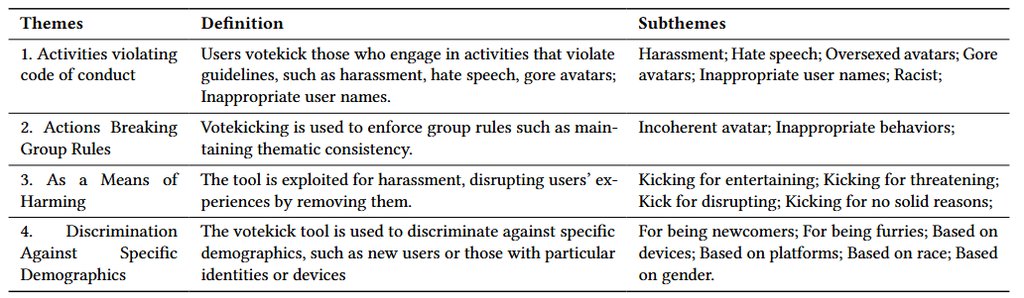 Themes Definition Subthemes
1. Activities violating code of conduct
Users votekick those who engage in activities that violate
guidelines, such as harassment, hate speech, gore avatars;
Inappropriate user names.
Harassment; Hate speech; Oversexed avatars; Gore
avatars; Inappropriate user names; Racist;
2. Actions Breaking
Group Rules
Votekicking is used to enforce group rules such as main-
taining thematic consistency.
Incoherent avatar; Inappropriate behaviors;
3. As a Means of
Harming
The tool is exploited for harassment, disrupting users' ex-
periences by removing them.
Kicking for entertaining; Kicking for threatening;
Kick for disrupting; Kicking for no solid reasons;
4. Discrimination
Against Specific
Demographics
The votekick tool is used to discriminate against specific
demographics, such as new users or those with particular
identities or devices
For being newcomers; For being furries; Based on
devices; Based on platforms; Based on race; Based
on gender.